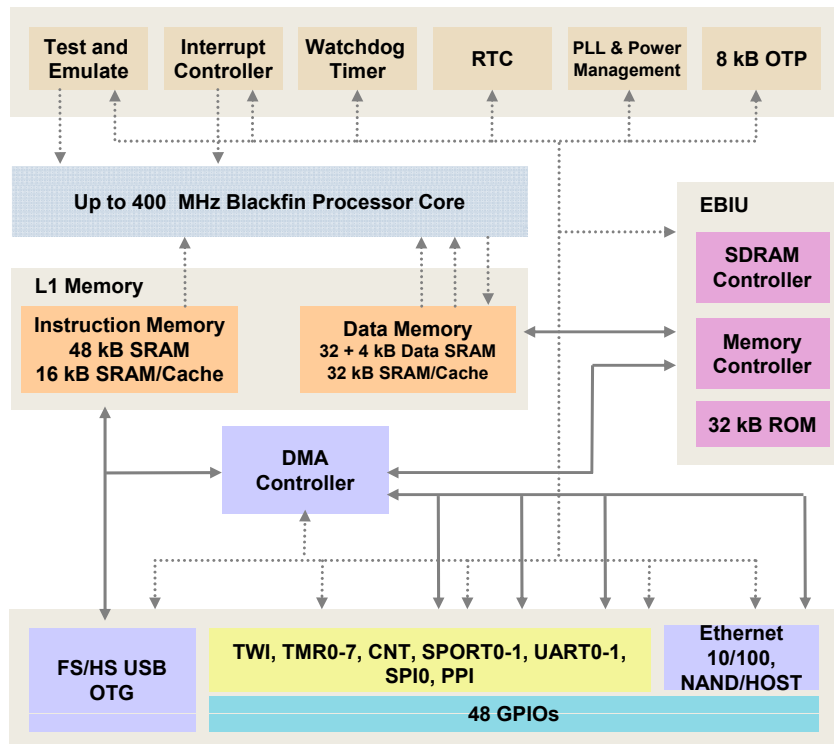 Test and
Emulate
Interrupt
Controller
Watchdog
Timer
RTC
PLL & Power
Management
8 kB OTP
Up to 400 MHz Blackfin Processor Core
EBIU
SDRAM
Controller
Memory
Controller
32 kB ROM
L1 Memory
Instruction Memory
48 kB SRAM
16 kB SRAM/Cache
Data Memory
32 + 4 kB Data SRAM
32 kB SRAM/Cache
DMA
Controller
FS/HS USB
OTG
TWI, TMR0-7, CNT, SPORT0-1, UART0-1,
SPI0, PPI
Ethernet
10/100,
NAND/HOST
48 GPIOs